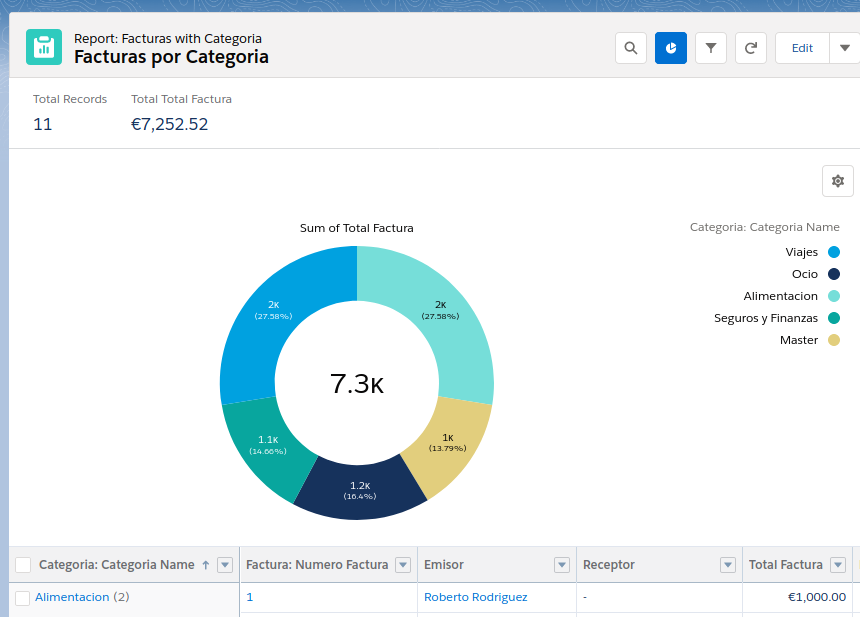 Report: Facturas with Categoria
Facturas por Categoria
Edit
Total Records
Total Total Factura
11
€7,252.52
Sum of Total Factura
Categoria: Categoria Name
Viajes
Ocio
Alimentacion
Seguros y Finanzas
Master
2K
(27.58%)
2K
(27.58%)
7.3K
1.1K
(14.66%)
1K
(13.79%)
1.2K
(16.4%)
Categoria: Categoria Name ↑ Factura: Numero Factura Emisor Receptor Total Factura
Alimentacion (2) 1 Roberto Rodriguez - €1,000.00